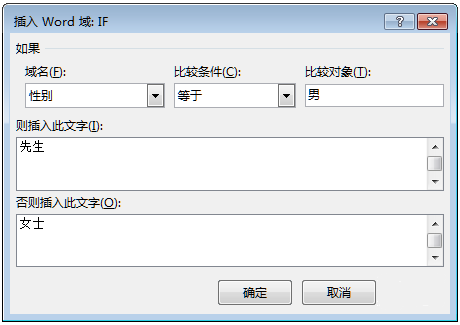 插入 Word 域: IF
如果
域名(F): 比较条件(C): 比较对象(T):
性别 等于 男
则插入此文字(I):
先生
否则插入此文字(O):
女士
确定 取消